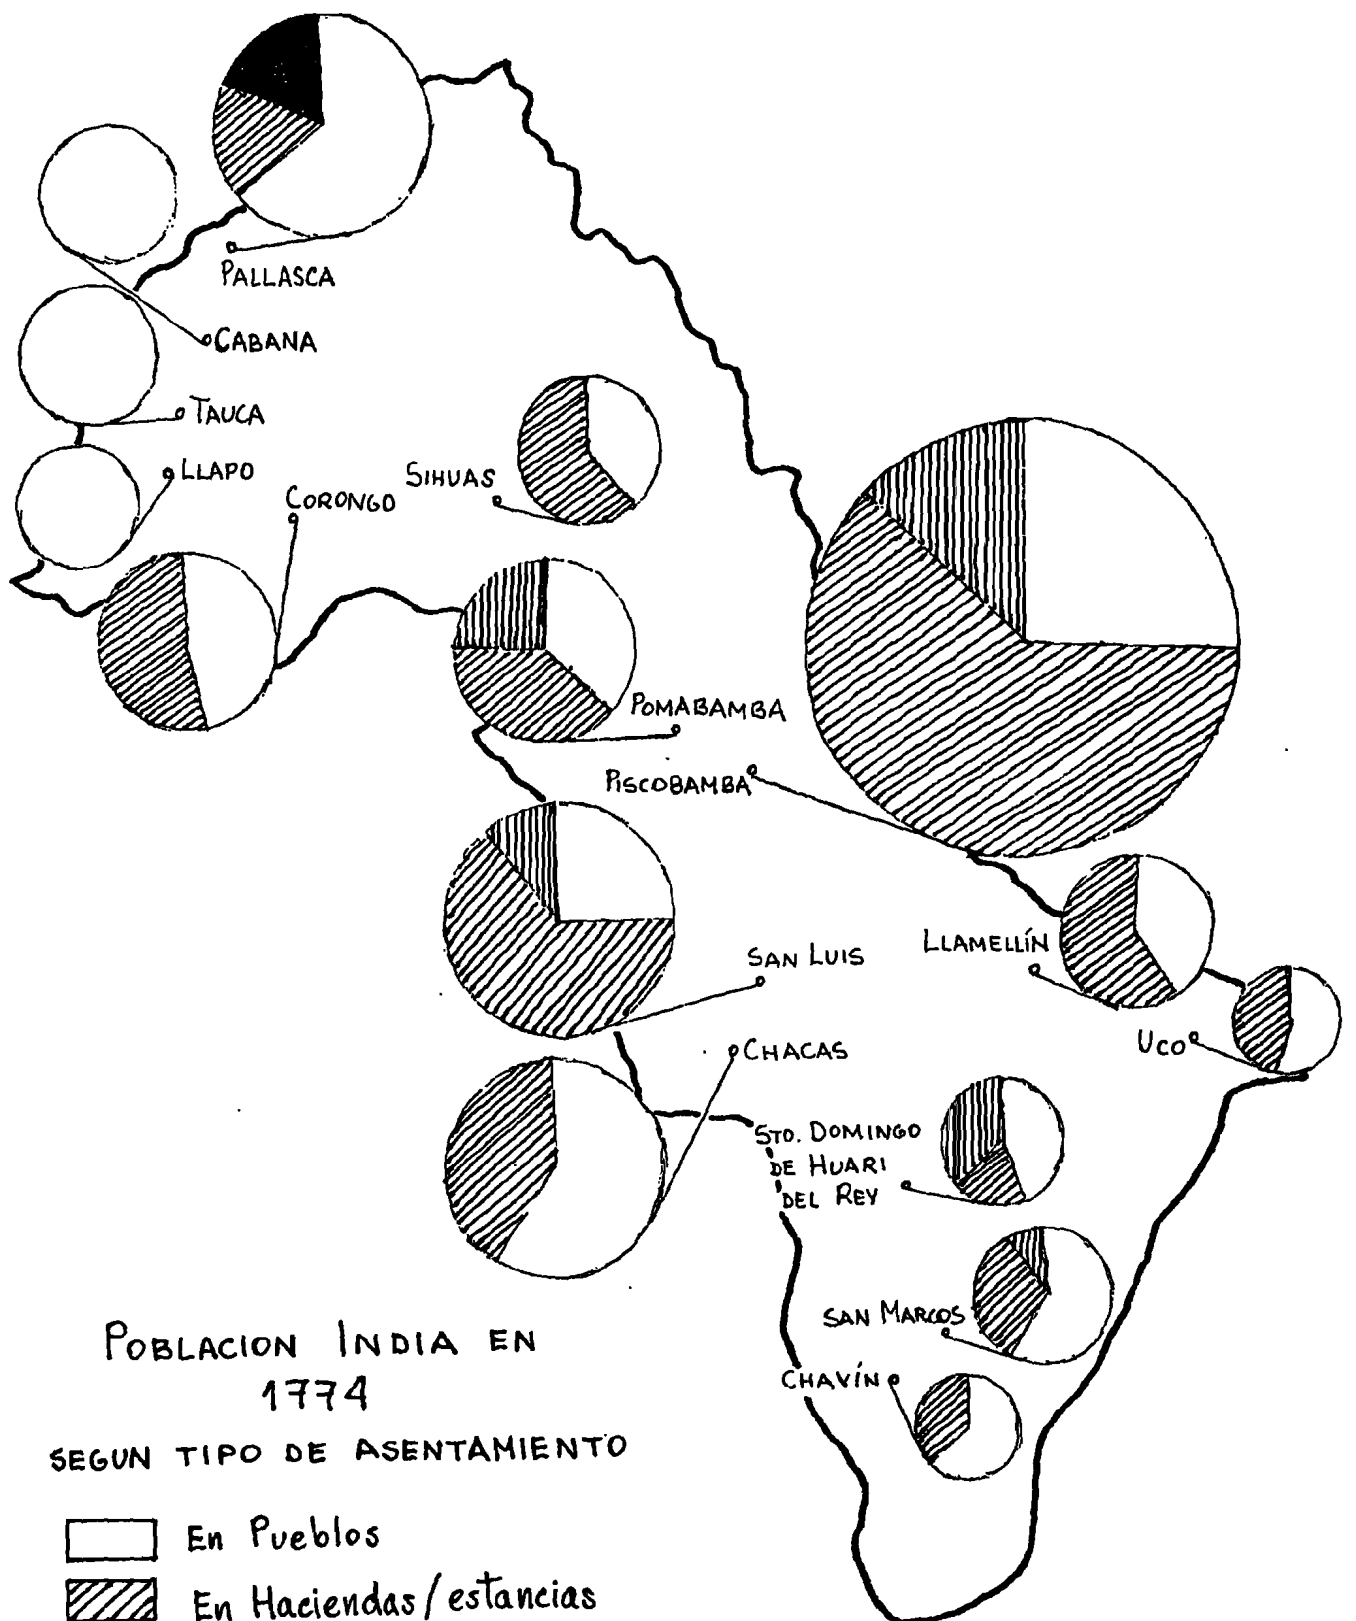 PALLASCA
CABANA
TAUCA
LLAPO
SIHUAS
CORONGO
POMABAMBA
PISCOBAMBA
LLAMELLÍN
SAN LUIS
UCO
CHACAS
STO. DOMINGO
DE HUARI
DEL REY
SAN MARCOS
CHAVÍN
POBLACION INDIA EN
1774
SEGUN TIPO DE ASENTAMIENTO
En Pueblos
En Haciendas/estancias